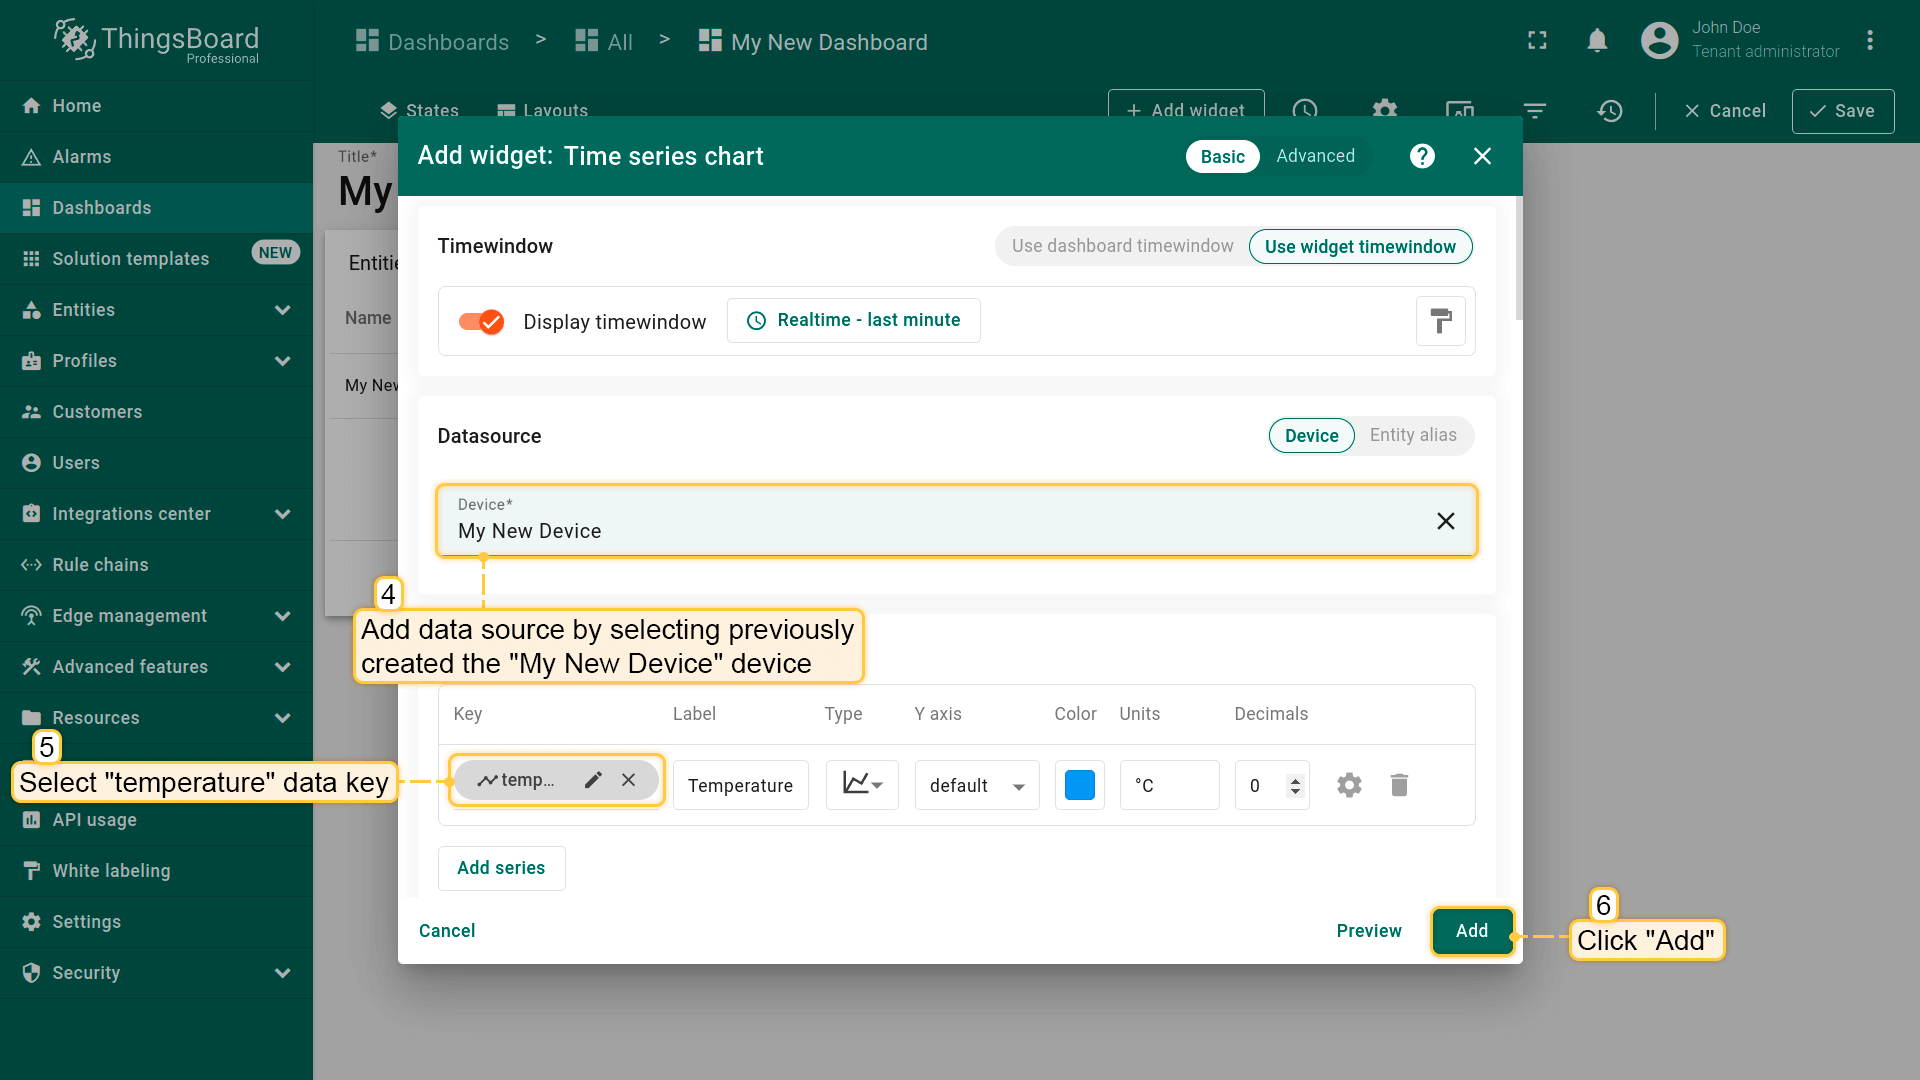 ThingsBoard
Professional
Dashboards > All > My New Dashboard
John Doe
Tenant administrator
Home
Alarms
Dashboards
Solution templates NEW
Entities
Profiles
Customers
Users
Integrations center
Rule chains
Edge management
Advanced features
Resources
API usage
White labeling
Settings
Security
States Layouts + Add widget Cancel Save
Title*
My
Entitie
Name
My New
Add widget: Time series chart Basic Advanced ?
Timewindow Use dashboard timewindow Use widget timewindow
Display timewindow Realtime - last minute
Datasource Device Entity alias
Device*
My New Device
4
Add data source by selecting previously
created the "My New Device" device
Key Label Type Y axis Color Units Decimals
5
Select "temperature" data key
temp... Temperature default °C 0
Add series
Cancel Preview Add
6
Click "Add"